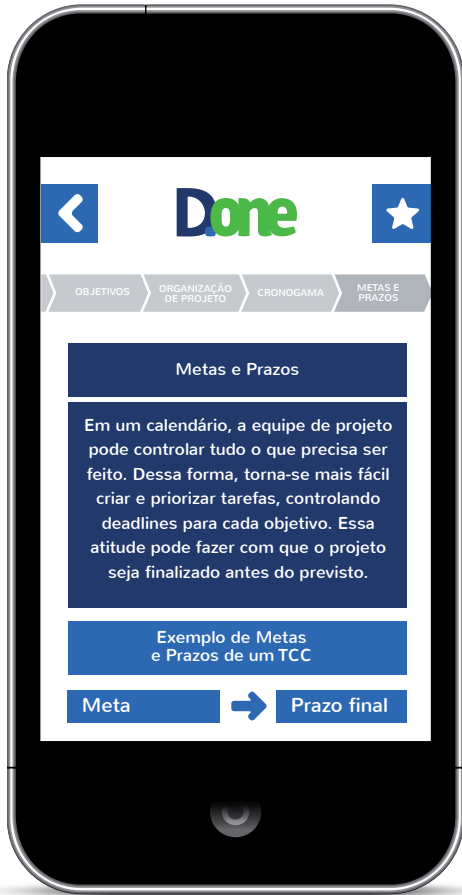 D.one
OBJETIVOS
ORGANIZAÇÃO
DE PROJETO
CRONOGAMA
METAS E
PRAZOS
Metas e Prazos
Em um calendário, a equipe de projeto
pode controlar tudo o que precisa ser
feito. Dessa forma, torna-se mais fácil
criar e priorizar tarefas, controlando
deadlines para cada objetivo. Essa
atitude pode fazer com que o projeto
seja finalizado antes do previsto.
Exemplo de Metas
e Prazos de um TCC
Meta
Prazo final